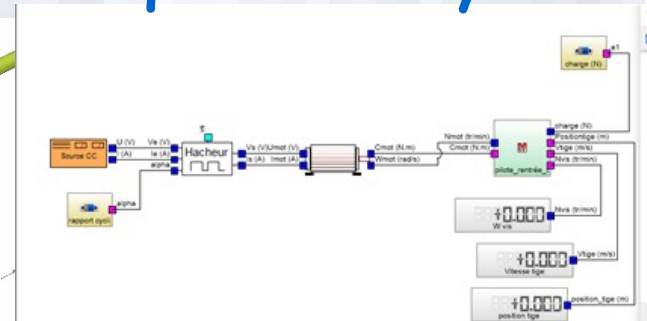 e1
charge (N)
charge (N)
Nmot (tr/min)
Positiontige (m)
U (V) Ve (V)
Cmot (N.m)
Cmot (N.m)
Vtige (m/s)
Source CC
I (A) Ie (A)
Hacheur
Vs (V) Umot (V)
Wmot (rad/s)
M
Nvis (tr/min)
alpha
Is (A) Imot (A)
pilote_rentrée_
alpha
rapport cycli
+0.000
Nvis (tr/min)
W vis
+0.000
Vtige (m/s)
Vitesse tige
+0.000
position_tige (m)
position tige